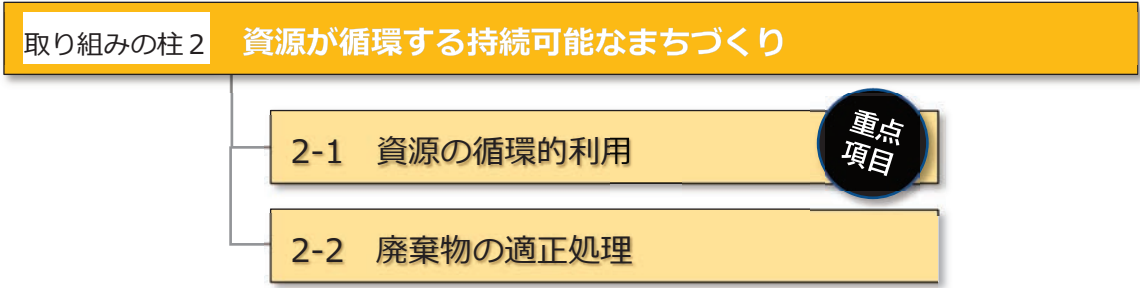 取り組みの柱２　資源が循環する持続可能なまちづくり
2-1　資源の循環的利用
重点
項目
2-2　廃棄物の適正処理